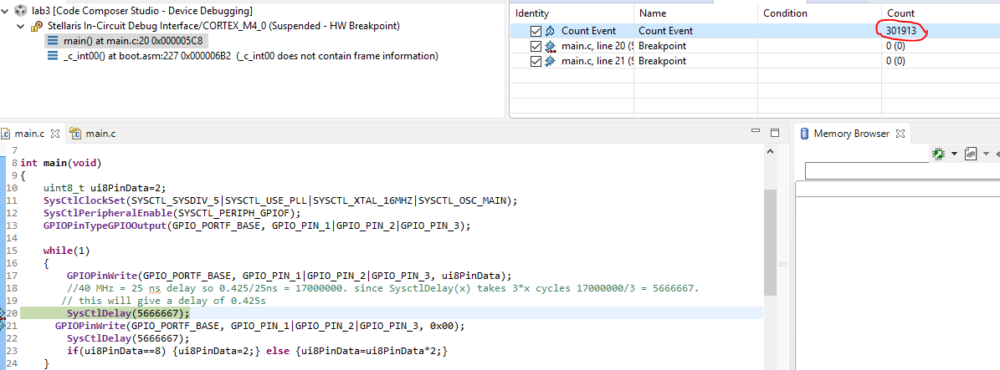 lab3 [Code Composer Studio - Device Debugging]
Stellaris In-Circuit Debug Interface/CORTEX_M4_0 (Suspended - HW Breakpoint)
main() at main.c:20 0x000005C8
_c_int00() at boot.asm:227 0x000006B2 (_c_int00 does not contain frame information)
Identity Name Condition Count
Count Event Count Event 301913
main.c, line 20 (S Breakpoint 0 (0)
main.c, line 21 (S Breakpoint 0 (0)
main.c main.c
Memory Browser
7
8 int main(void)
9 {
10 uint8_t ui8PinData=2;
11 SysCtlClockSet(SYSCTL_SYSDIV_5|SYSCTL_USE_PLL|SYSCTL_XTAL_16MHZ|SYSCTL_OSC_MAIN);
12 SysCtlPeripheralEnable(SYSCTL_PERIPH_GPIOF);
13 GPIOPinTypeGPIOOutput(GPIO_PORTF_BASE, GPIO_PIN_1|GPIO_PIN_2|GPIO_PIN_3);
14
15 while(1)
16 {
17 GPIOPinWrite(GPIO_PORTF_BASE, GPIO_PIN_1|GPIO_PIN_2|GPIO_PIN_3, ui8PinData);
18 //40 MHz = 25 ns delay so 0.425/25ns = 17000000. since SysctlDelay(x) takes 3*x cycles 17000000/3 = 5666667.
19 // this will give a delay of 0.425s
20 SysCtlDelay(5666667);
21 GPIOPinWrite(GPIO_PORTF_BASE, GPIO_PIN_1|GPIO_PIN_2|GPIO_PIN_3, 0x00);
22 SysCtlDelay(5666667);
23 if(ui8PinData==8) {ui8PinData=2;} else {ui8PinData=ui8PinData*2;}
24 }